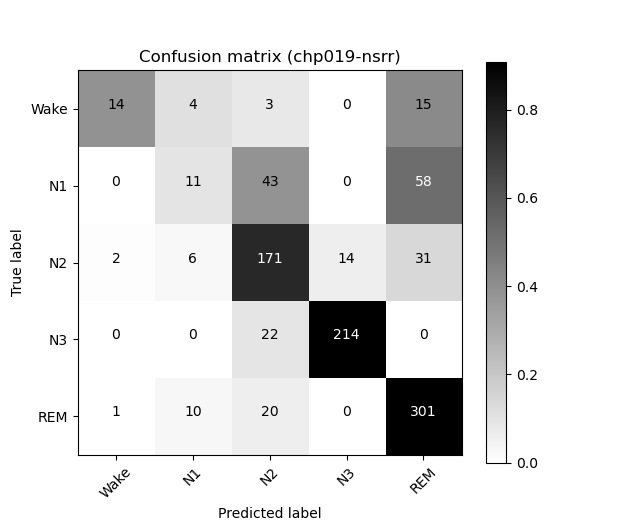 Confusion matrix (chp019-nsrr)
Wake 14 4 3 0 15
N1 0 11 43 0 58
N2 2 6 171 14 31
N3 0 0 22 214 0
REM 1 10 20 0 301
Wake N1 N2 N3 REM
Predicted label
True label
0.8
0.6
0.4
0.2
0.0